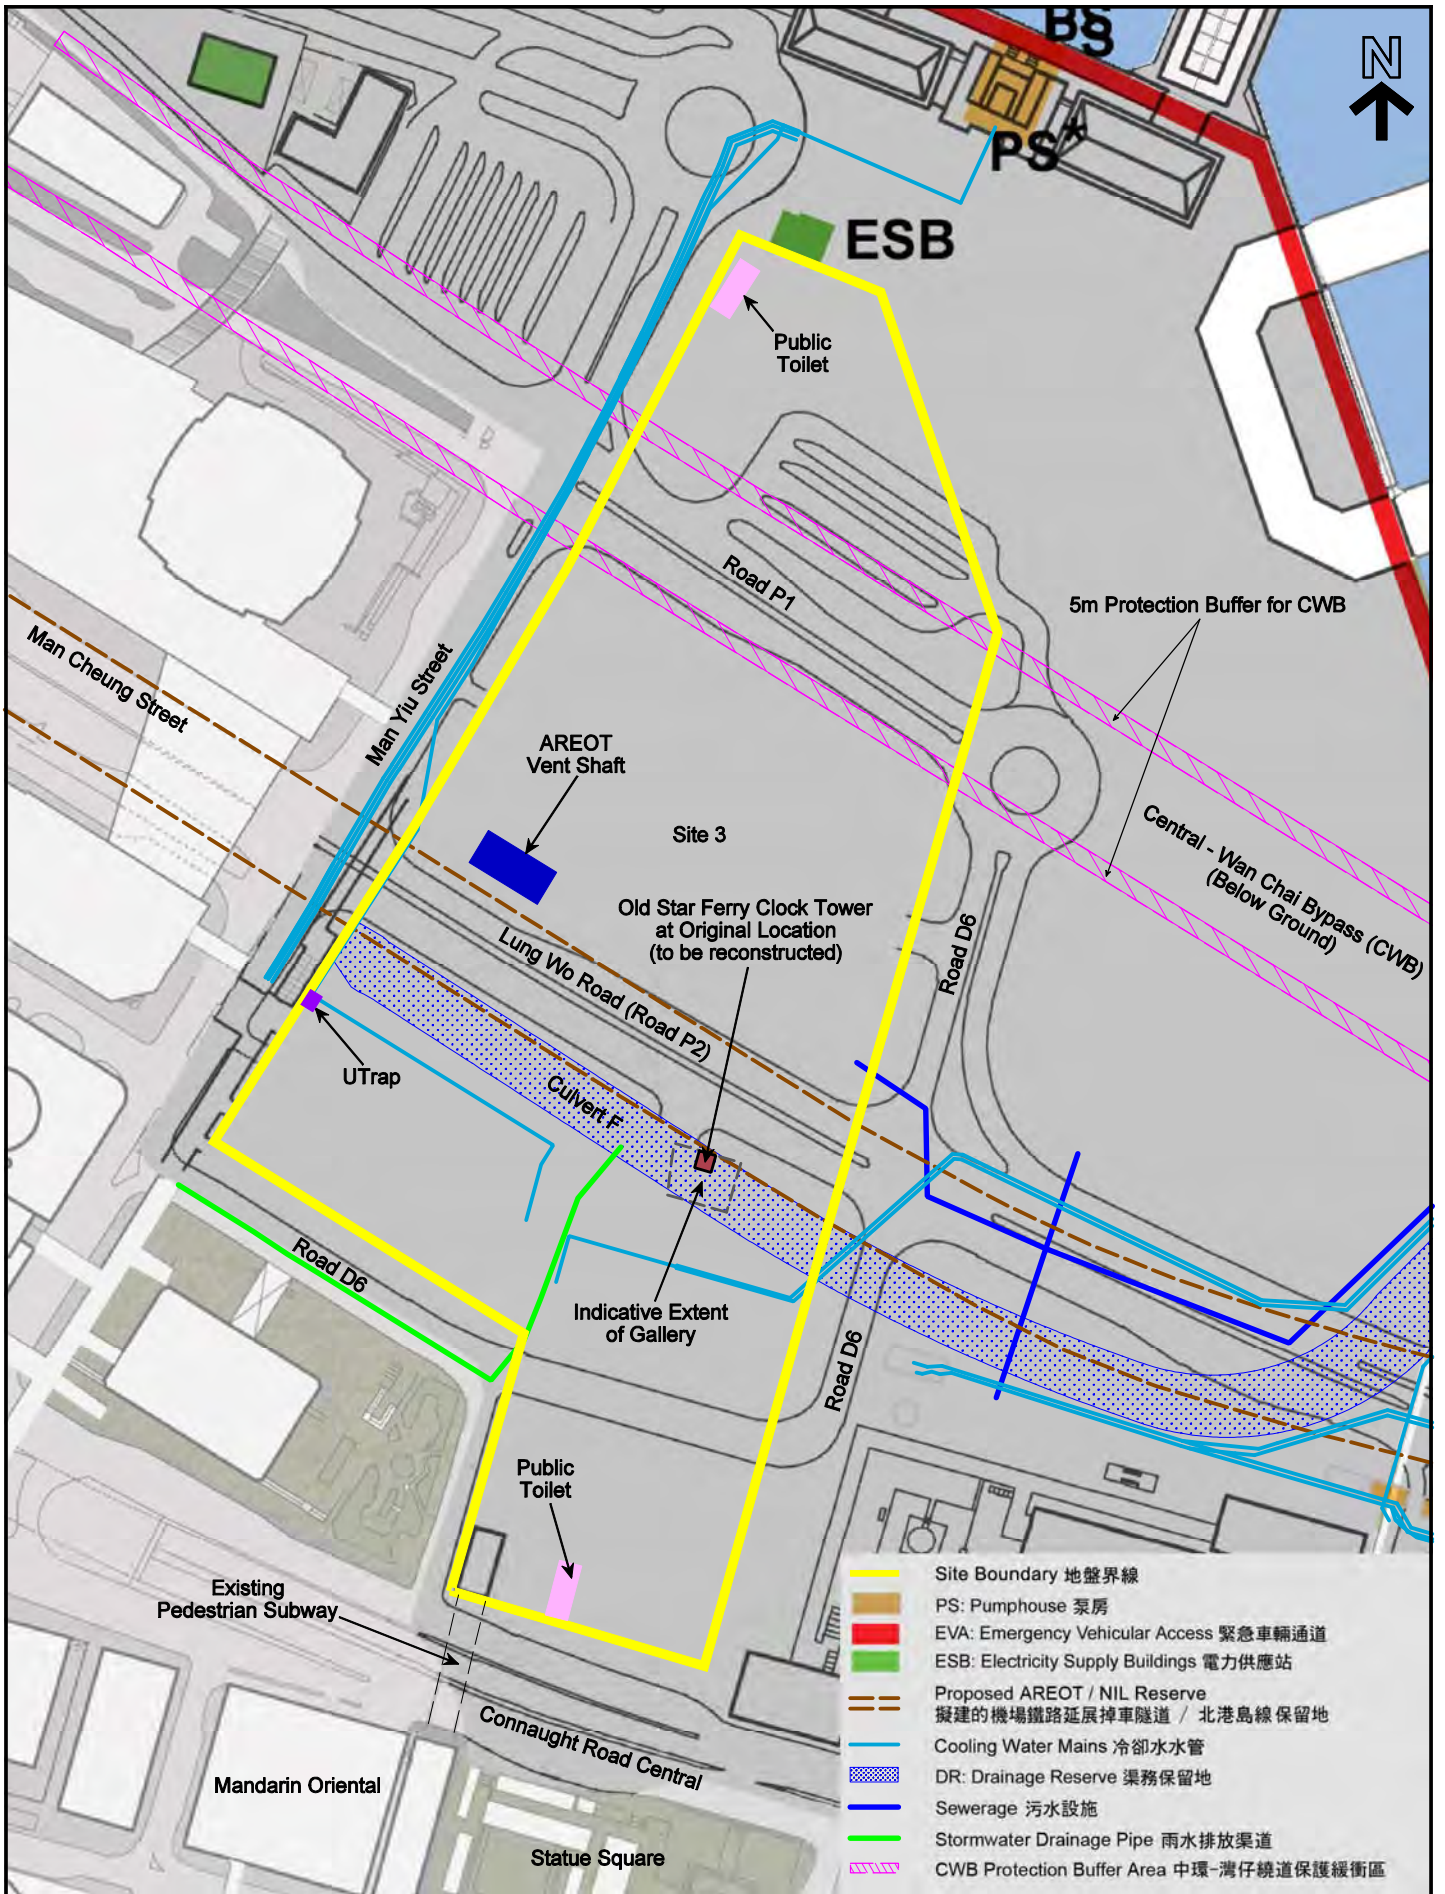 BS
S
N
PS*
ESB
Public
Toilet
Road P1
5m Protection Buffer for CWB
Man Cheung Street
Man Yiu Street
AREOT
Vent Shaft
Site 3
Central - Wan Chai Bypass (CWB)
(Below Ground)
Old Star Ferry Clock Tower
at Original Location
(to be reconstructed)
Lung Wo Road (Road P2)
Road D6
UTrap
Culvert F
Road D6
Indicative Extent
of Gallery
Road D6
Public
Toilet
Existing
Pedestrian Subway
Connaught Road Central
Mandarin Oriental
Statue Square
Site Boundary 地盤界線
PS: Pumphouse 泵房
EVA: Emergency Vehicular Access 緊急車輛通道
ESB: Electricity Supply Buildings 電力供應站
Proposed AREOT / NIL Reserve
擬建的機場鐵路延展掉車隧道 / 北港島線保留地
Cooling Water Mains 冷卻水水管
DR: Drainage Reserve 渠務保留地
Sewerage 污水設施
Stormwater Drainage Pipe 雨水排放渠道
CWB Protection Buffer Area 中環-灣仔繞道保護緩衝區